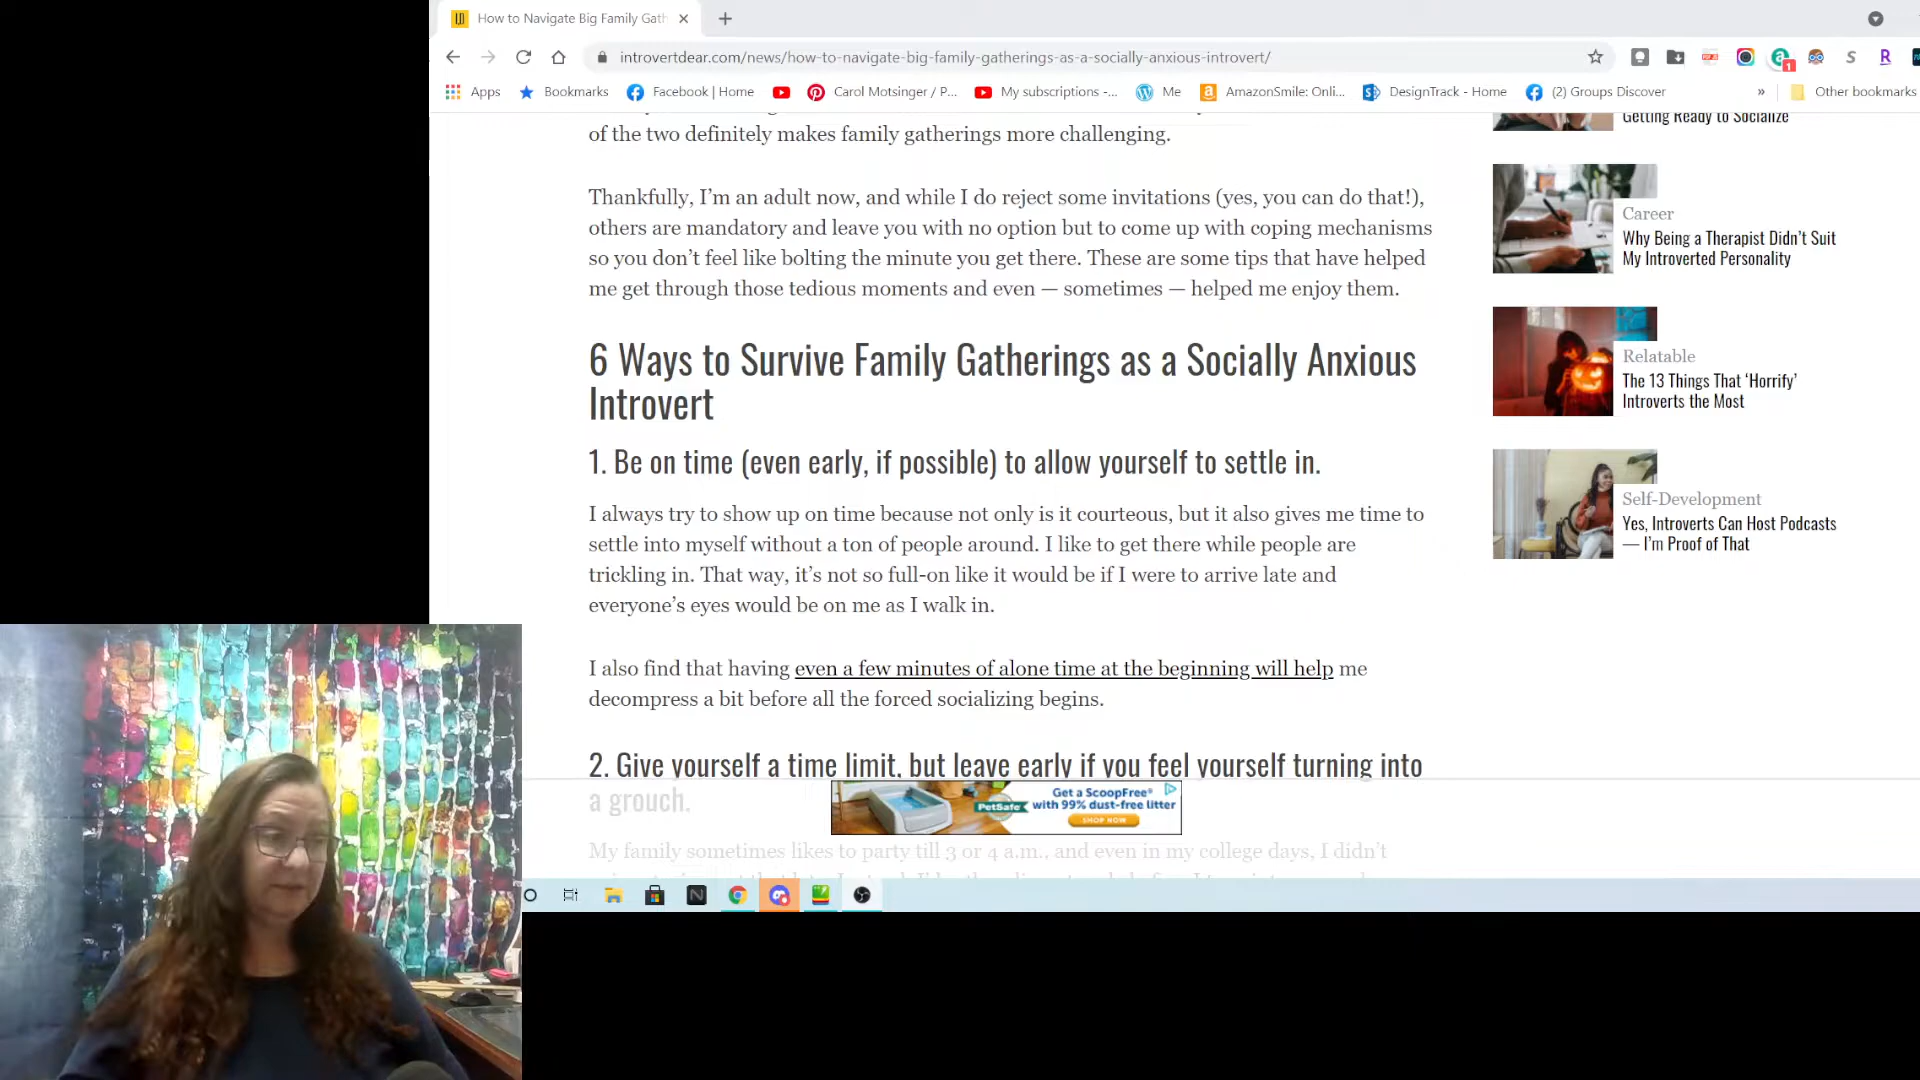 How to Navigate Big Family Gath
introvertdear.com/news/how-to-navigate-big-family-gatherings-as-a-socially-anxious-introvert/
Apps Bookmarks Facebook | Home Carol Motsinger / P... My subscriptions -... Me AmazonSmile: Onli... DesignTrack - Home (2) Groups Discover » Other bookmarks
of the two definitely makes family gatherings more challenging.
Thankfully, I’m an adult now, and while I do reject some invitations (yes, you can do that!),
others are mandatory and leave you with no option but to come up with coping mechanisms
so you don’t feel like bolting the minute you get there. These are some tips that have helped
me get through those tedious moments and even — sometimes — helped me enjoy them.
6 Ways to Survive Family Gatherings as a Socially Anxious
Introvert
1. Be on time (even early, if possible) to allow yourself to settle in.
I always try to show up on time because not only is it courteous, but it also gives me time to
settle into myself without a ton of people around. I like to get there while people are
trickling in. That way, it’s not so full-on like it would be if I were to arrive late and
everyone’s eyes would be on me as I walk in.
I also find that having even a few minutes of alone time at the beginning will help me
decompress a bit before all the forced socializing begins.
2. Give yourself a time limit, but leave early if you feel yourself turning into
a grouch.
My family sometimes likes to party till 3 or 4 a.m., and even in my college days, I didn’t
Getting Ready to Socialize
Career
Why Being a Therapist Didn’t Suit
My Introverted Personality
Relatable
The 13 Things That ‘Horrify’
Introverts the Most
Self-Development
Yes, Introverts Can Host Podcasts
— I’m Proof of That
PetSafe
Get a ScoopFree®
with 99% dust-free litter
SHOP NOW